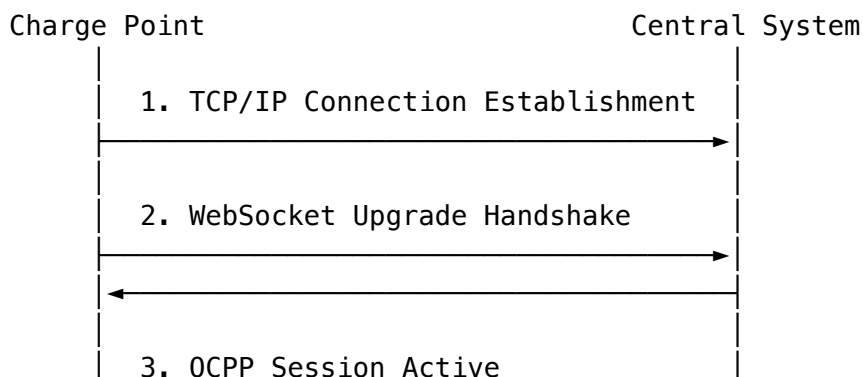 Charge Point Central System
1. TCP/IP Connection Establishment
2. WebSocket Upgrade Handshake
3. OCPP Session Active